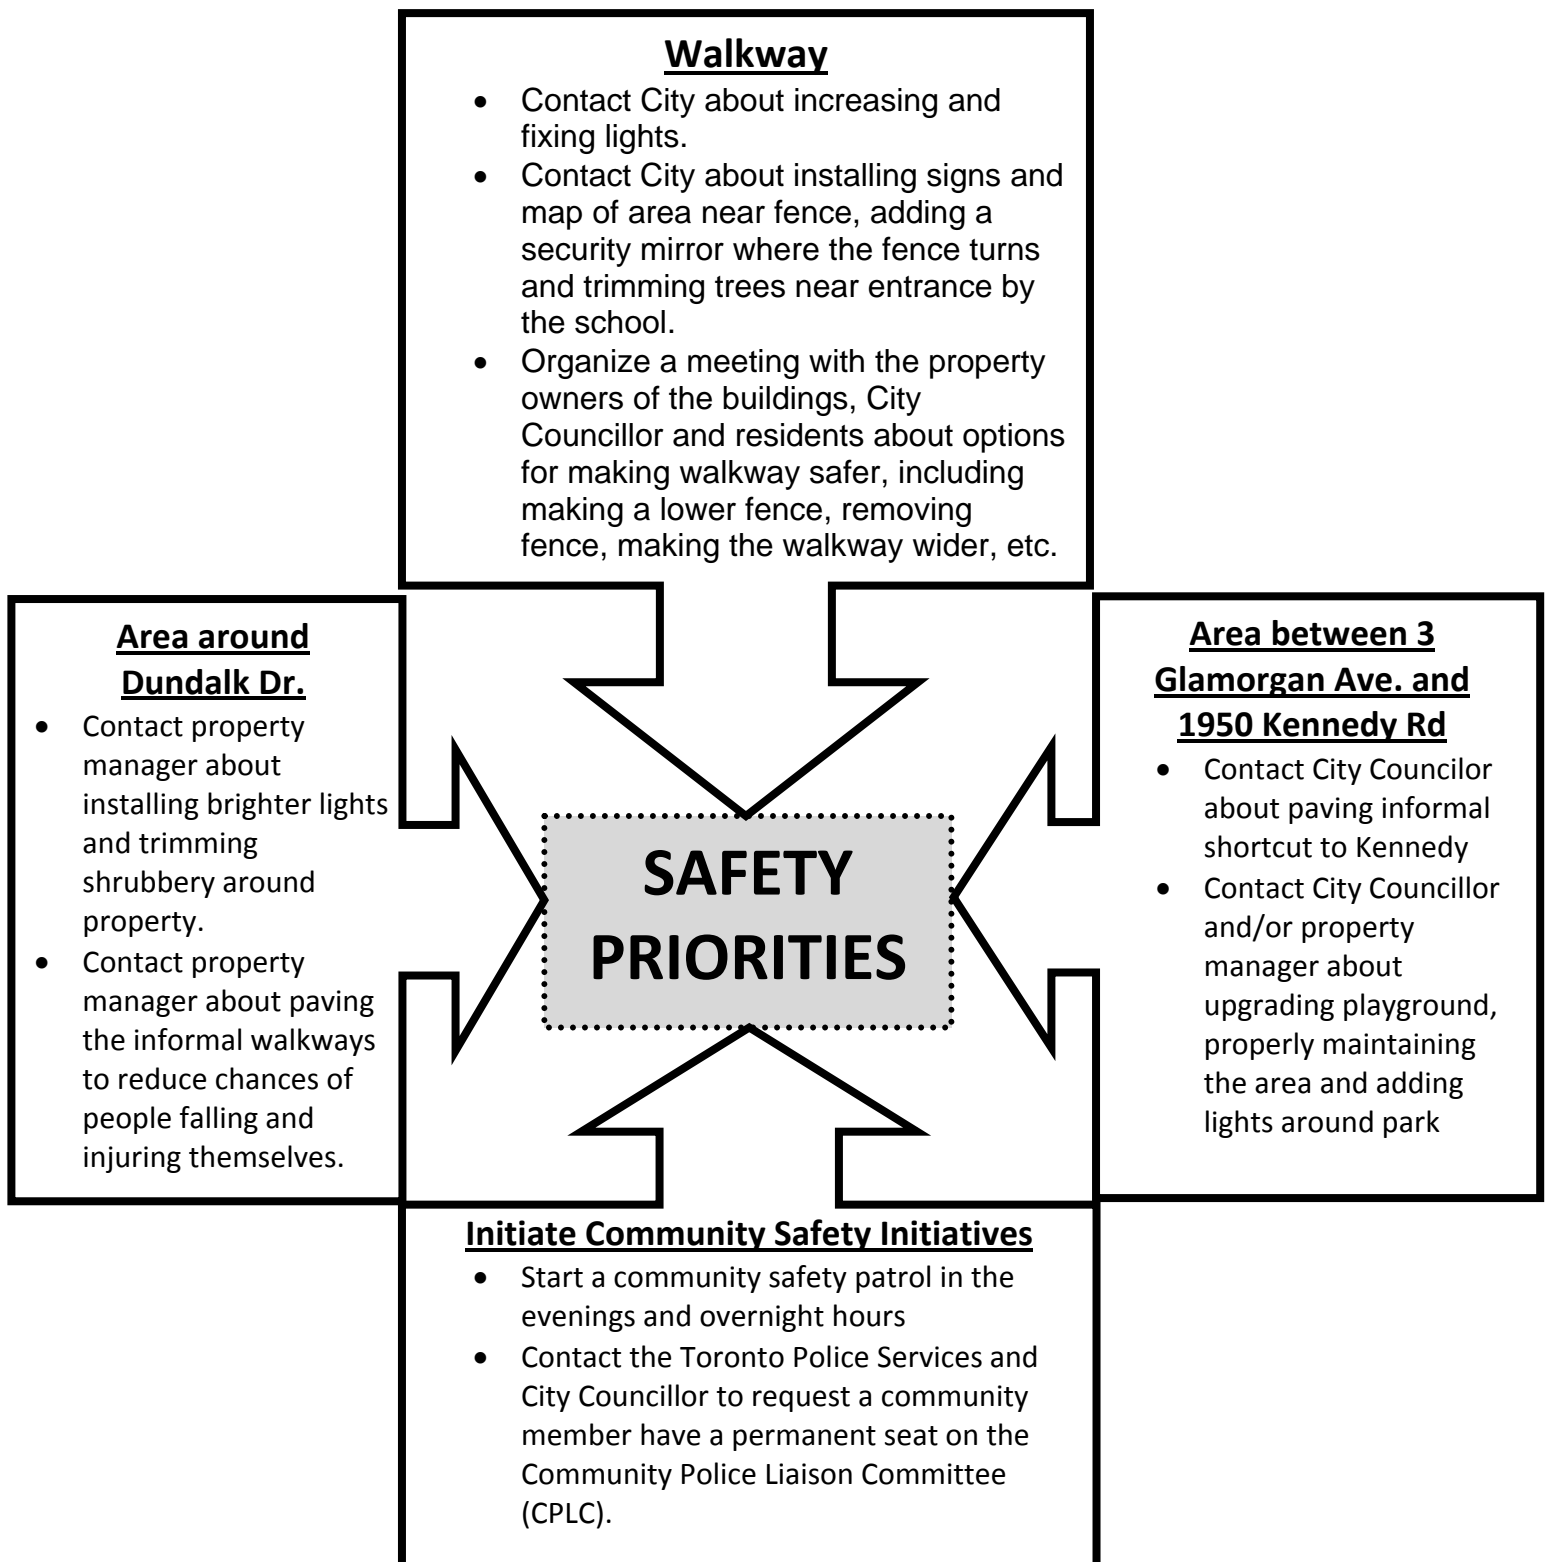 Walkway
• Contact City about increasing and
fixing lights.
• Contact City about installing signs and
map of area near fence, adding a
security mirror where the fence turns
and trimming trees near entrance by
the school.
• Organize a meeting with the property
owners of the buildings, City
Councillor and residents about options
for making walkway safer, including
making a lower fence, removing
fence, making the walkway wider, etc.
Area around
Dundalk Dr.
• Contact property
manager about
installing brighter lights
and trimming
shrubbery around
property.
• Contact property
manager about paving
the informal walkways
to reduce chances of
people falling and
injuring themselves.
SAFETY
PRIORITIES
Area between 3
Glamorgan Ave. and
1950 Kennedy Rd
• Contact City Councilor
about paving informal
shortcut to Kennedy
• Contact City Councillor
and/or property
manager about
upgrading playground,
properly maintaining
the area and adding
lights around park
Initiate Community Safety Initiatives
• Start a community safety patrol in the
evenings and overnight hours
• Contact the Toronto Police Services and
City Councillor to request a community
member have a permanent seat on the
Community Police Liaison Committee
(CPLC).